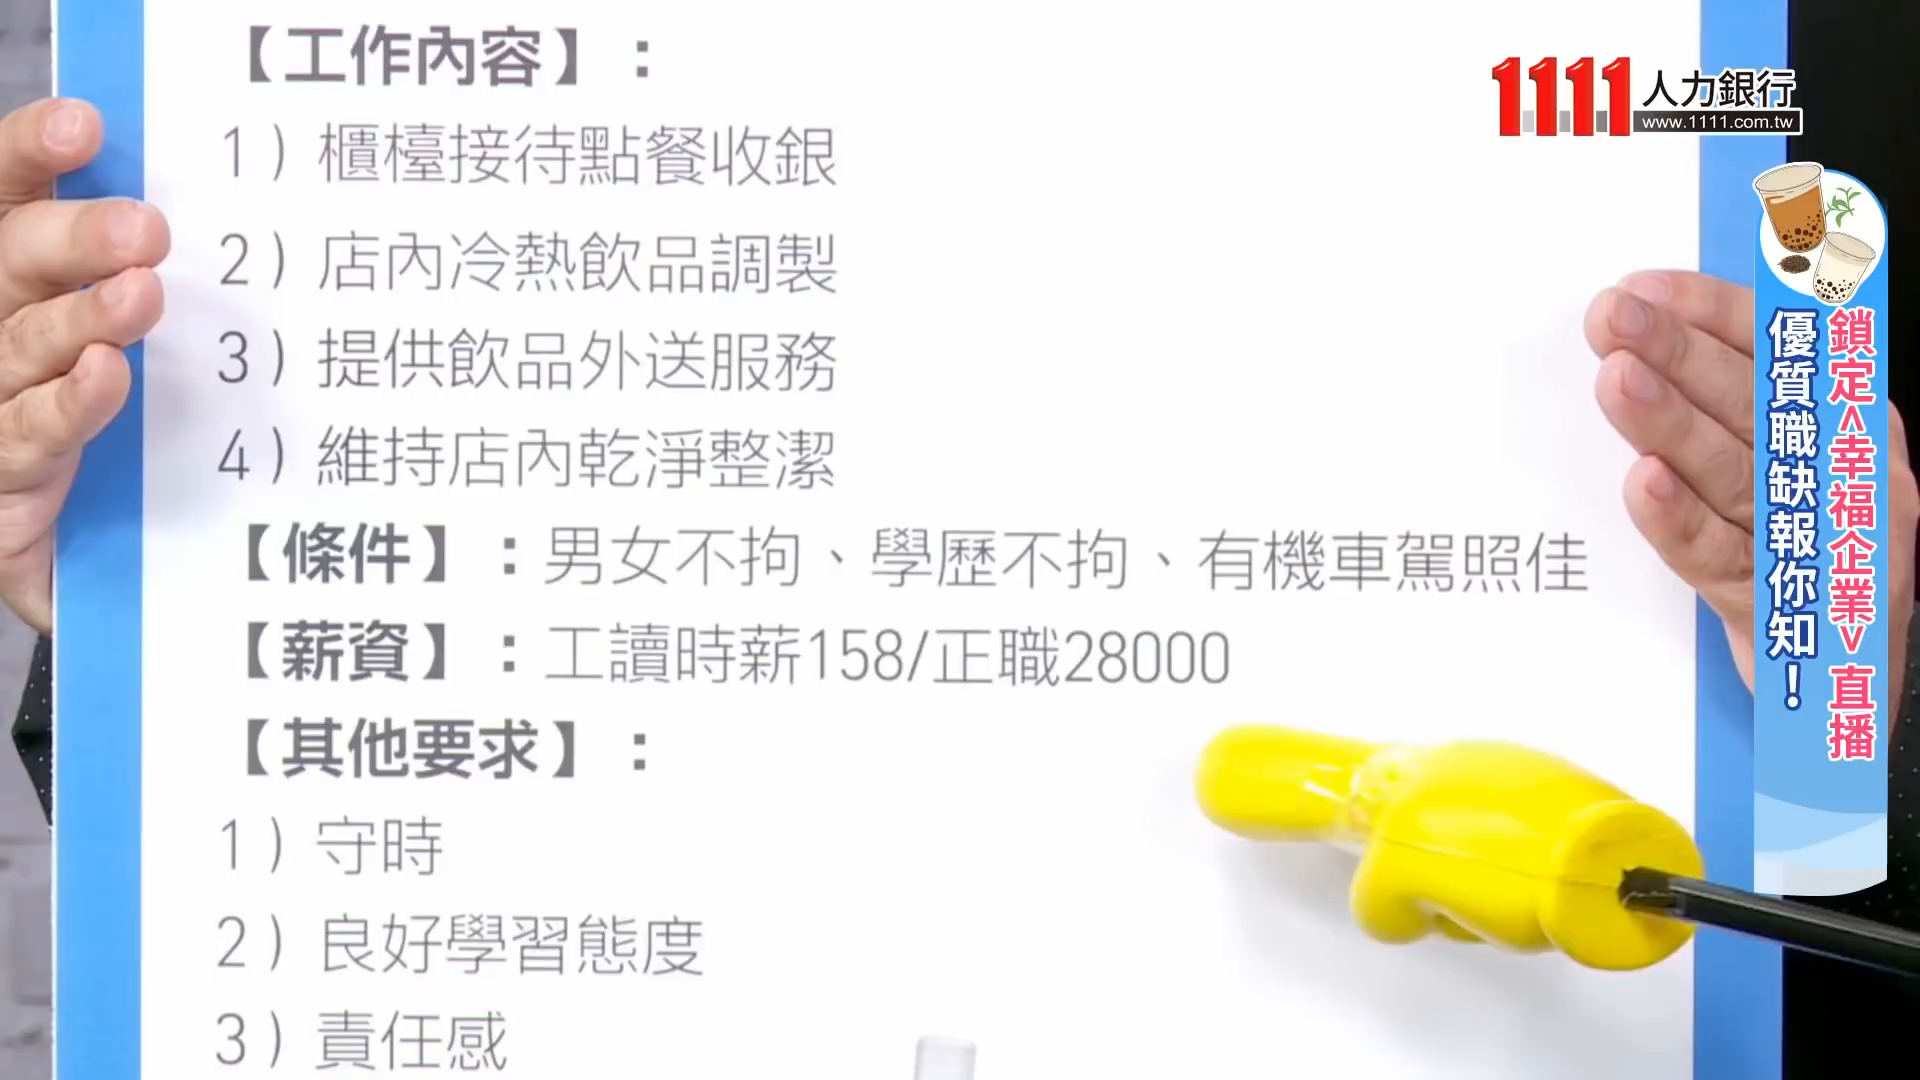 【工作內容】：
1）櫃檯接待點餐收銀
2）店內冷熱飲品調製
3）提供飲品外送服務
4）維持店內乾淨整潔
【條件】：男女不拘、學歷不拘、有機車駕照佳
【薪資】：工讀時薪158/正職28000
【其他要求】：
1）守時
2）良好學習態度
3）責任感
1111人力銀行
www.1111.com.tw
鎖定<幸福企業>直播
優質職缺報你知！